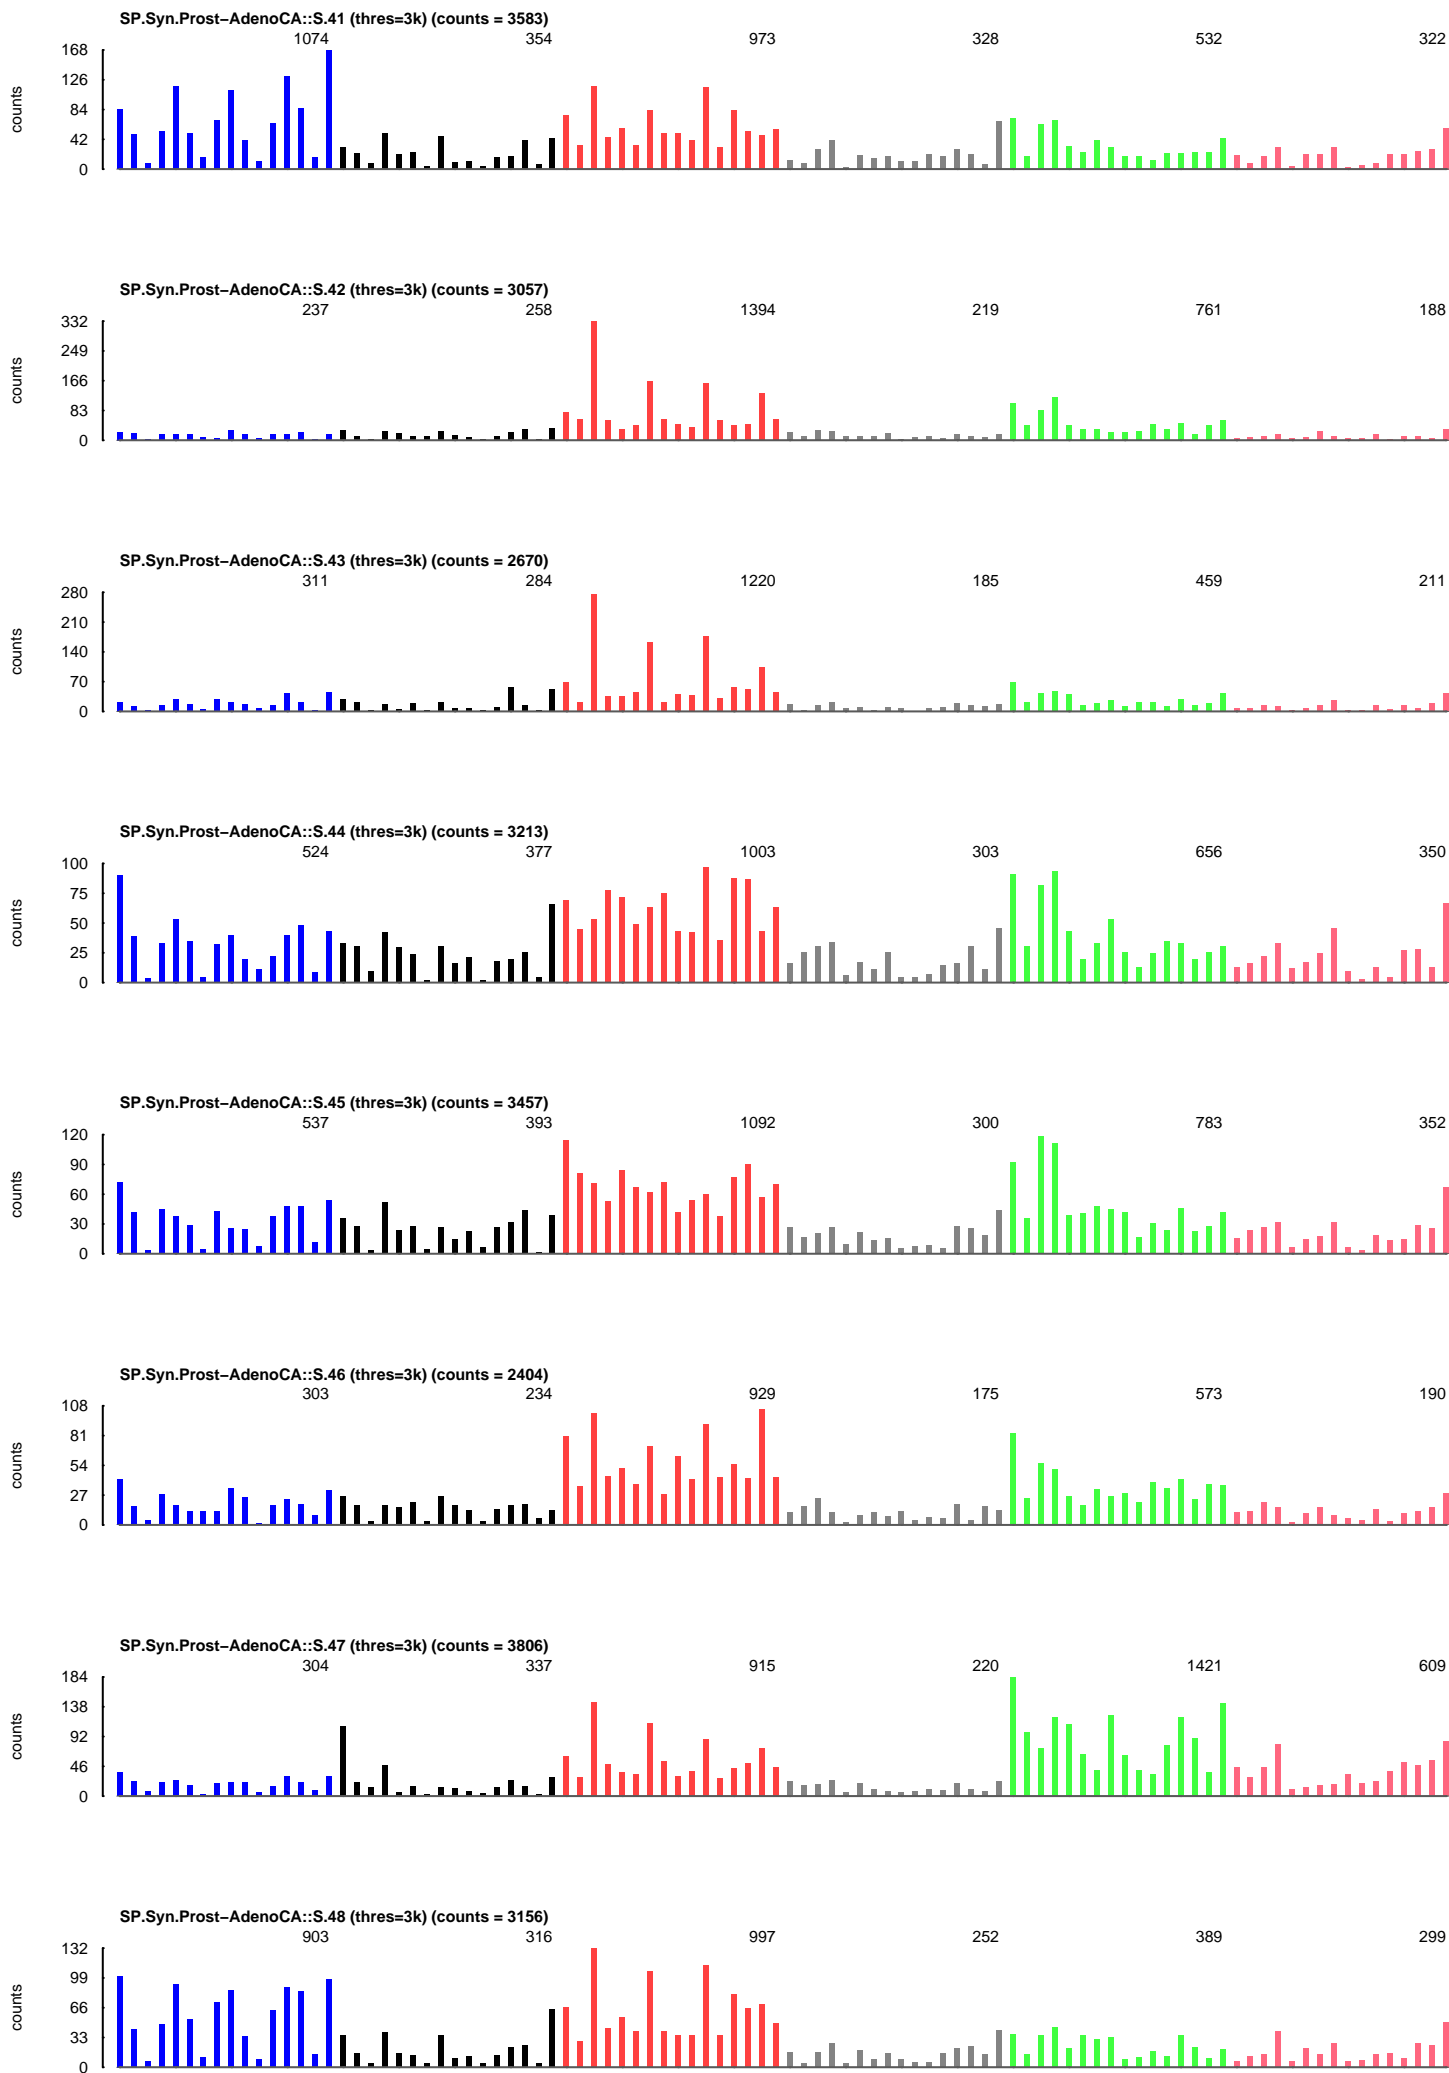 SP.Syn.Prost–AdenoCA::S.41 (thres=3k) (counts = 3583)
1074 354 973 328 532 322
168
126
84
42
0
counts
SP.Syn.Prost–AdenoCA::S.42 (thres=3k) (counts = 3057)
237 258 1394 219 761 188
332
249
166
83
0
counts
SP.Syn.Prost–AdenoCA::S.43 (thres=3k) (counts = 2670)
311 284 1220 185 459 211
280
210
140
70
0
counts
SP.Syn.Prost–AdenoCA::S.44 (thres=3k) (counts = 3213)
524 377 1003 303 656 350
100
75
50
25
0
counts
SP.Syn.Prost–AdenoCA::S.45 (thres=3k) (counts = 3457)
537 393 1092 300 783 352
120
90
60
30
0
counts
SP.Syn.Prost–AdenoCA::S.46 (thres=3k) (counts = 2404)
303 234 929 175 573 190
108
81
54
27
0
counts
SP.Syn.Prost–AdenoCA::S.47 (thres=3k) (counts = 3806)
304 337 915 220 1421 609
184
138
92
46
0
counts
SP.Syn.Prost–AdenoCA::S.48 (thres=3k) (counts = 3156)
903 316 997 252 389 299
132
99
66
33
0
counts